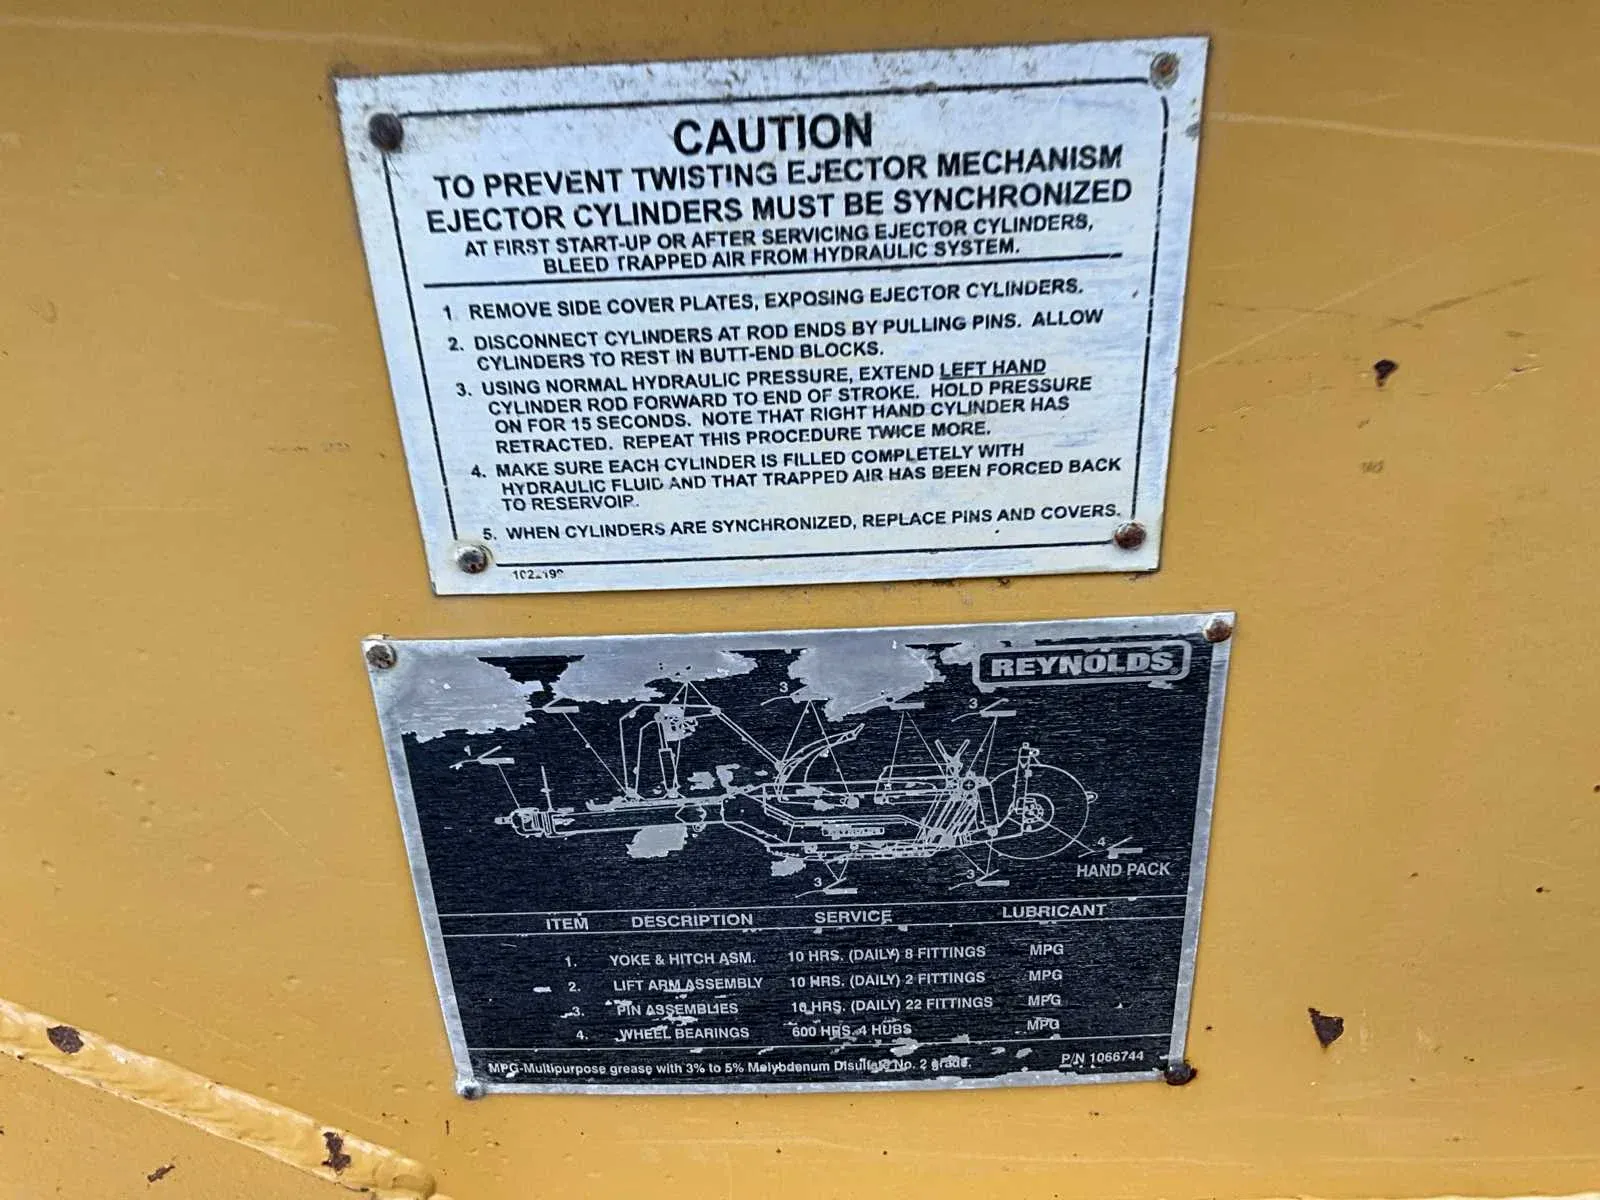 CAUTION
TO PREVENT TWISTING EJECTOR MECHANISM
EJECTOR CYLINDERS MUST BE SYNCHRONIZED
AT FIRST START-UP OR AFTER SERVICING EJECTOR CYLINDERS,
BLEED TRAPPED AIR FROM HYDRAULIC SYSTEM.
1. REMOVE SIDE COVER PLATES, EXPOSING EJECTOR CYLINDERS.
2. DISCONNECT CYLINDERS AT ROD ENDS BY PULLING PINS. ALLOW
CYLINDERS TO REST IN BUTT-END BLOCKS.
3. USING NORMAL HYDRAULIC PRESSURE, EXTEND LEFT HAND
CYLINDER ROD FORWARD TO END OF STROKE. HOLD PRESSURE
ON FOR 15 SECONDS. NOTE THAT RIGHT HAND CYLINDER HAS
RETRACTED. REPEAT THIS PROCEDURE TWICE MORE.
4. MAKE SURE EACH CYLINDER IS FILLED COMPLETELY WITH
HYDRAULIC FLUID AND THAT TRAPPED AIR HAS BEEN FORCED BACK
TO RESERVOIR.
5. WHEN CYLINDERS ARE SYNCHRONIZED, REPLACE PINS AND COVERS.
REYNOLDS
3
3
1
REYNOLDS
4
HAND PACK
3
3
ITEM DESCRIPTION SERVICE LUBRICANT
1. YOKE & HITCH ASM. 10 HRS. (DAILY) 8 FITTINGS MPG
2. LIFT ARM ASSEMBLY 10 HRS. (DAILY) 2 FITTINGS MPG
3. PIN ASSEMBLIES 10 HRS. (DAILY) 22 FITTINGS MPG
4. WHEEL BEARINGS 600 HRS. 4 HUBS MPG
MPG-Multipurpose grease with 3% to 5% Molybdenum Disulfate No. 2 grade. P/N 1066744